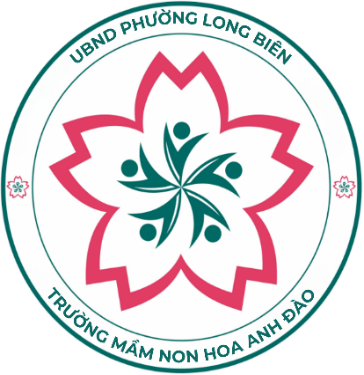 UBND PHƯỜNG LONG BIÊN
TRƯỜNG MẦM NON HOA ANH ĐÀO